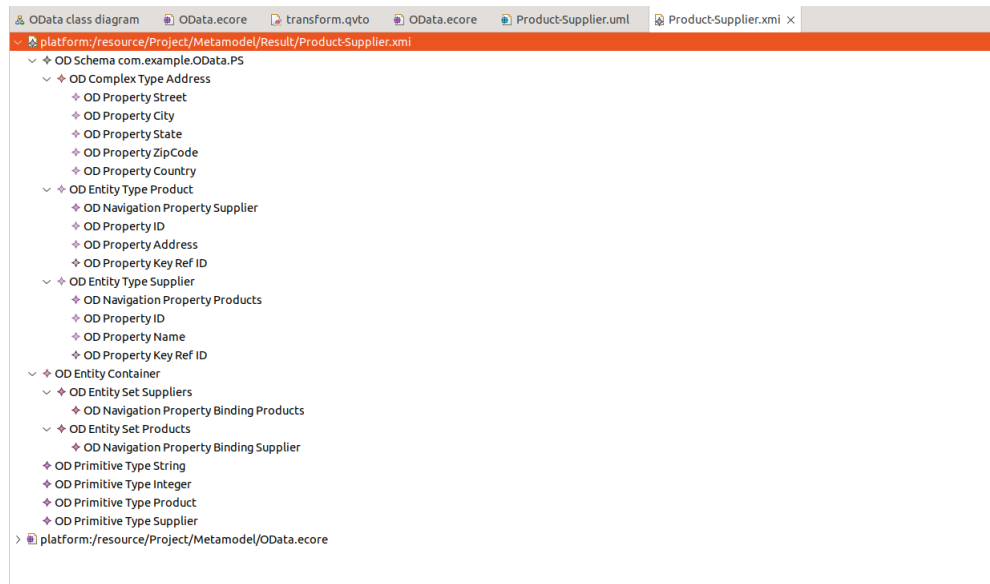 OData class diagram OData.ecore transform.qvto OData.ecore Product-Supplier.uml Product-Supplier.xmi
platform:/resource/Project/Metamodel/Result/Product-Supplier.xmi
OD Schema com.example.OData.PS
OD Complex Type Address
OD Property Street
OD Property City
OD Property State
OD Property ZipCode
OD Property Country
OD Entity Type Product
OD Navigation Property Supplier
OD Property ID
OD Property Address
OD Property Key Ref ID
OD Entity Type Supplier
OD Navigation Property Products
OD Property ID
OD Property Name
OD Property Key Ref ID
OD Entity Container
OD Entity Set Suppliers
OD Navigation Property Binding Products
OD Entity Set Products
OD Navigation Property Binding Supplier
OD Primitive Type String
OD Primitive Type Integer
OD Primitive Type Product
OD Primitive Type Supplier
platform:/resource/Project/Metamodel/OData.ecore